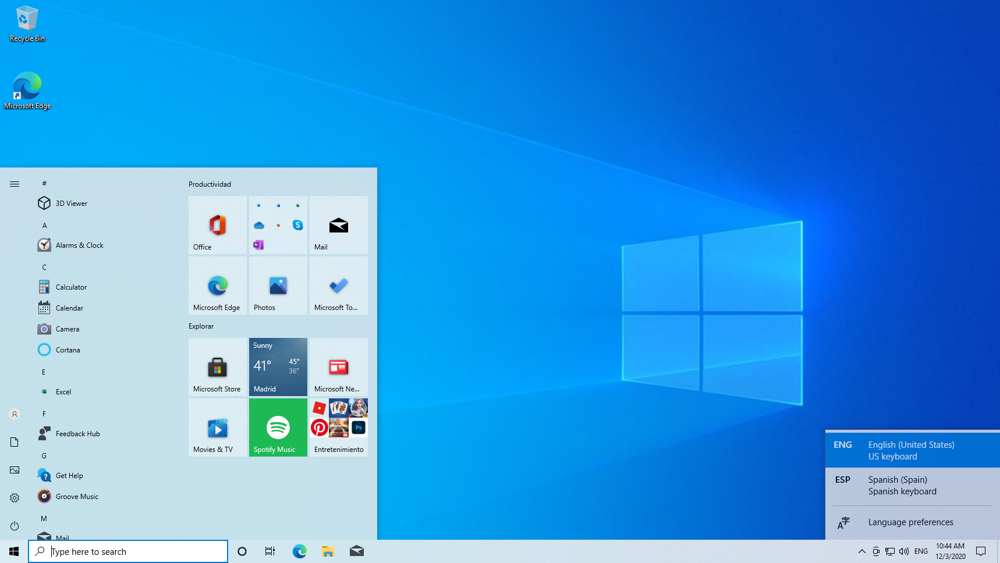 Recycle Bin
Microsoft Edge
#
3D Viewer
A
Alarms & Clock
C
Calculator
Calendar
Camera
Cortana
E
Excel
F
Feedback Hub
G
Get Help
Groove Music
M
Mail
Productividad
Office
Mail
Microsoft Edge
Photos
Microsoft To...
Explorar
Microsoft Store
Sunny
41°
45°
36°
Madrid
Microsoft Ne...
Movies & TV
Spotify Music
Ps
Entretenimiento
ENG
English (United States)
US keyboard
ESP
Spanish (Spain)
Spanish keyboard
Language preferences
Type here to search
ENG
10:44 AM
12/3/2020